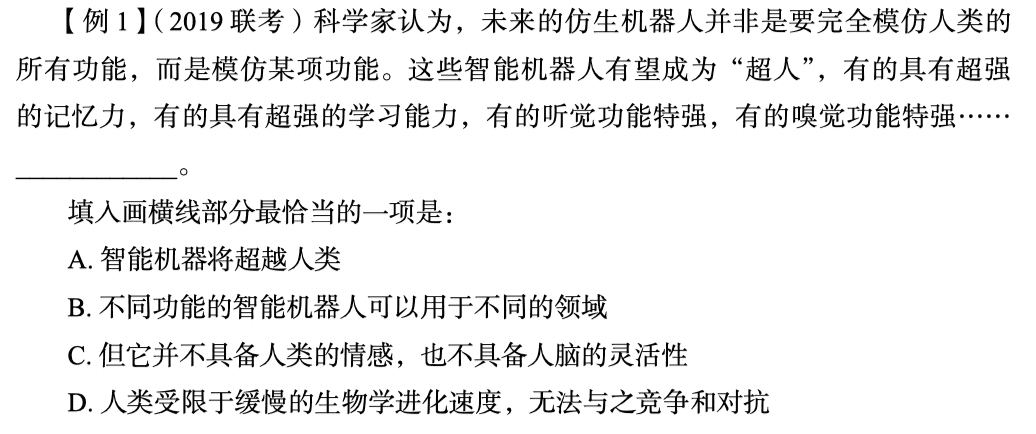 【例1】（2019联考）科学家认为，未来的仿生机器人并非是要完全模仿人类的
所有功能，而是模仿某项功能。这些智能机器人有望成为“超人”，有的具有超强
的记忆力，有的具有超强的学习能力，有的听觉功能特强，有的嗅觉功能特强……
____________。
填入画横线部分最恰当的一项是：
A. 智能机器将超越人类
B. 不同功能的智能机器人可以用于不同的领域
C. 但它并不具备人类的情感，也不具备人脑的灵活性
D. 人类受限于缓慢的生物学进化速度，无法与之竞争和对抗